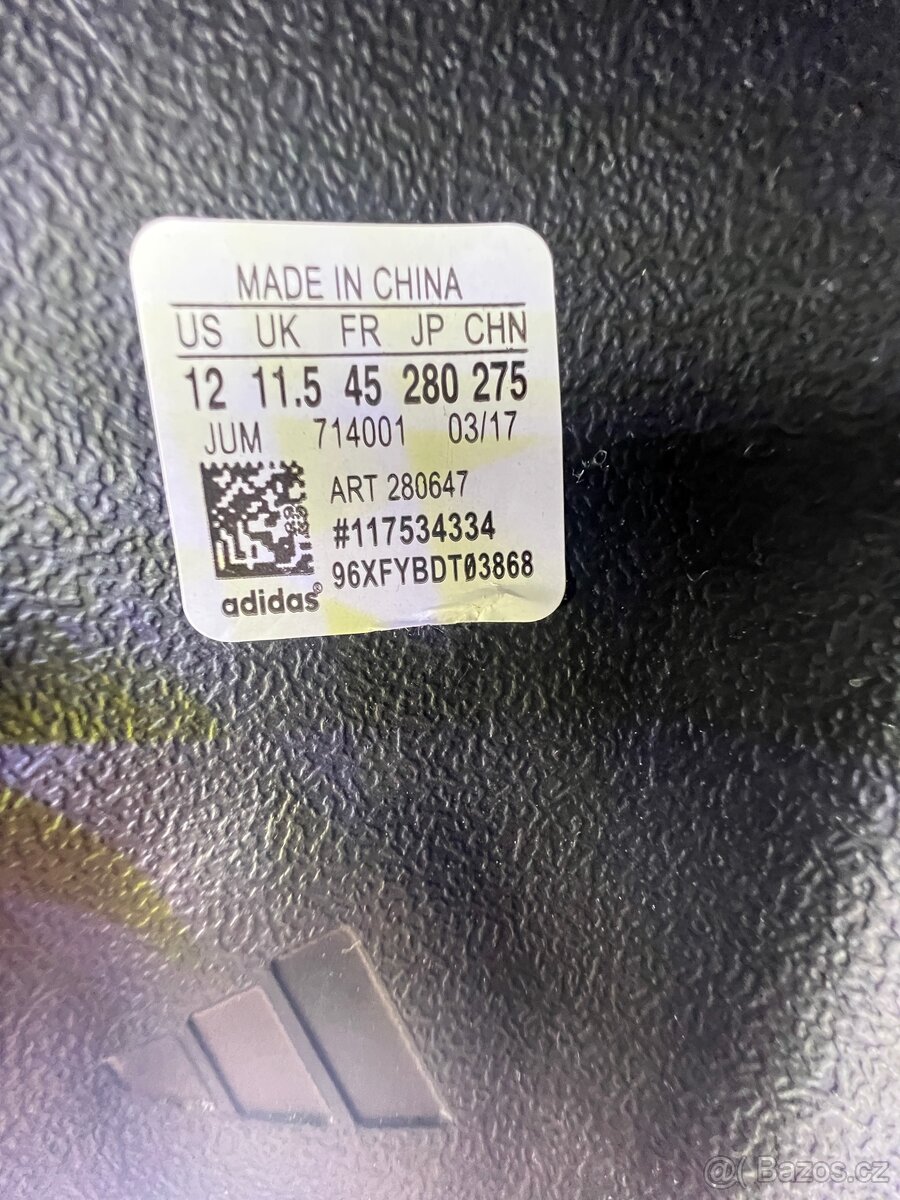 MADE IN CHINA
US UK FR JP CHN
12 11.5 45 280 275
JUM 714001 03/17
ART 280647
#117534334
96XFYBDT03868
adidas®
@( Bazos.cz